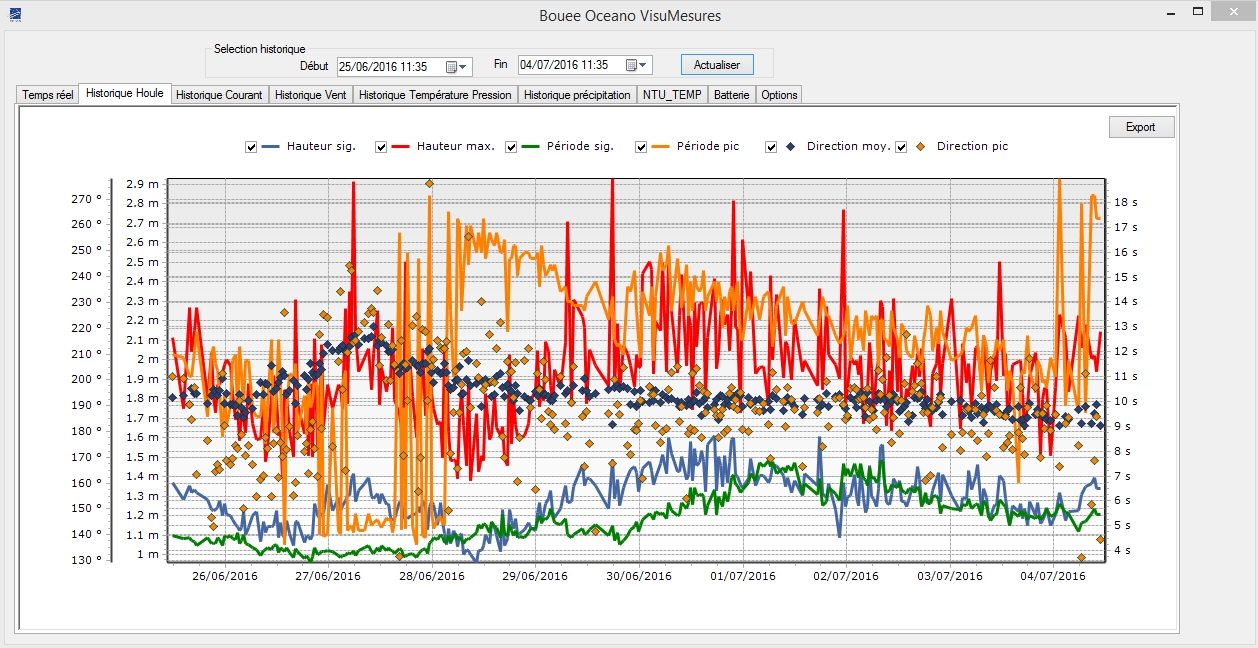 Bouee Oceano VisuMesures
Selection historique
Début 25/06/2016 11:35 Fin 04/07/2016 11:35 Actualiser
Temps réel Historique Houle Historique Courant Historique Vent Historique Température Pression Historique précipitation NTU_TEMP Batterie Options
Export
Hauteur sig. Hauteur max. Période sig. Période pic Direction moy. Direction pic
270 °
260 °
250 °
240 °
230 °
220 °
210 °
200 °
190 °
180 °
170 °
160 °
150 °
140 °
130 °
2.9 m
2.8 m
2.7 m
2.6 m
2.5 m
2.4 m
2.3 m
2.2 m
2.1 m
2 m
1.9 m
1.8 m
1.7 m
1.6 m
1.5 m
1.4 m
1.3 m
1.2 m
1.1 m
1 m
18 s
17 s
16 s
15 s
14 s
13 s
12 s
11 s
10 s
9 s
8 s
7 s
6 s
5 s
4 s
26/06/2016 27/06/2016 28/06/2016 29/06/2016 30/06/2016 01/07/2016 02/07/2016 03/07/2016 04/07/2016